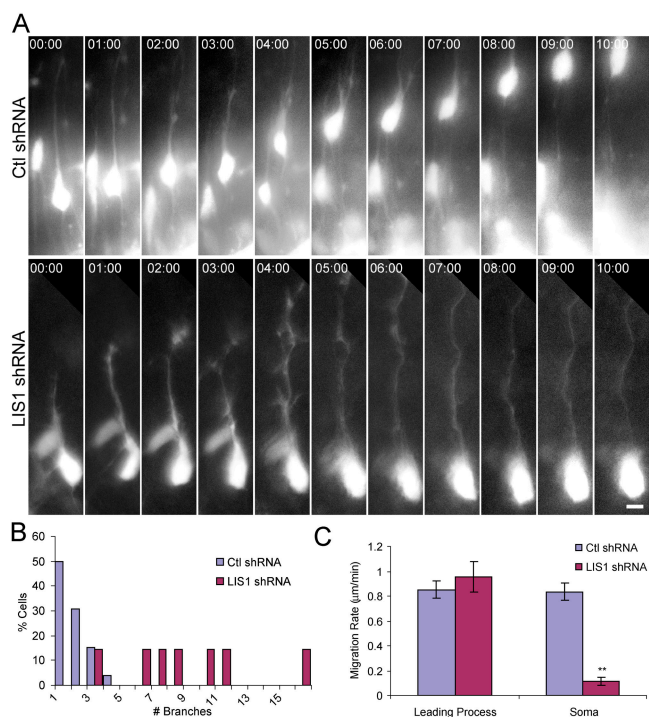 A
Ctl shRNA
00:00 01:00 02:00 03:00 04:00 05:00 06:00 07:00 08:00 09:00 10:00
LIS1 shRNA
00:00 01:00 02:00 03:00 04:00 05:00 06:00 07:00 08:00 09:00 10:00
B
% Cells
60
50
40
30
20
10
0
Ctl shRNA
LIS1 shRNA
1 3 5 7 9 11 13 15
# Branches
C
Migration Rate (μm/min)
1.2
1
0.8
0.6
0.4
0.2
0
Ctl shRNA
LIS1 shRNA
**
Leading Process Soma